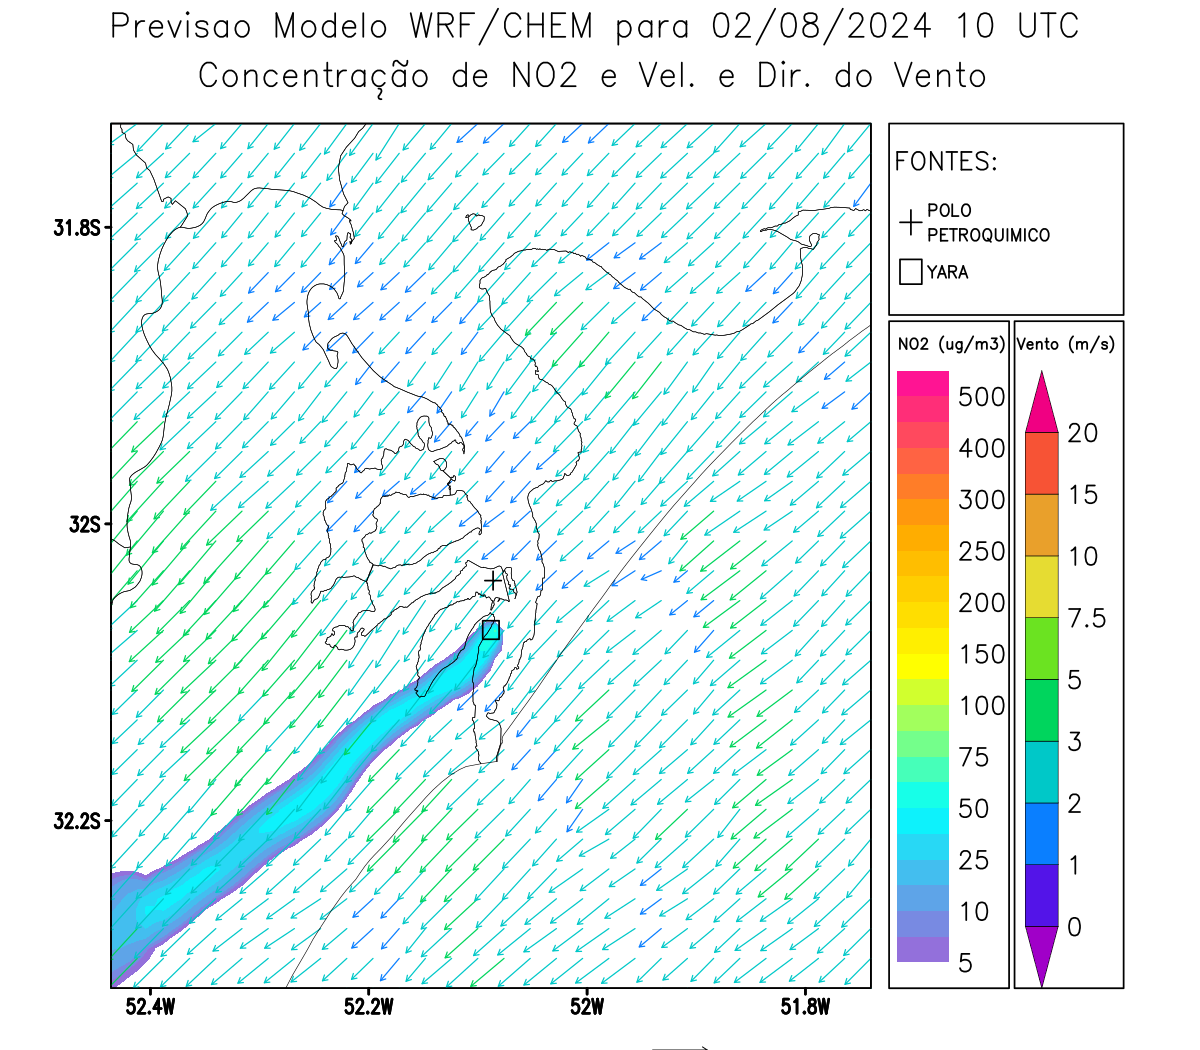 Previsao Modelo WRF/CHEM para 02/08/2024 10 UTC
Concentração de NO2 e Vel. e Dir. do Vento
FONTES:
POLO
PETROQUIMICO
YARA
NO2 (ug/m3)
500
400
300
250
200
150
100
75
50
25
10
5
Vento (m/s)
20
15
10
7.5
5
3
2
1
0
31.8S
32S
32.2S
52.4W
52.2W
52W
51.8W